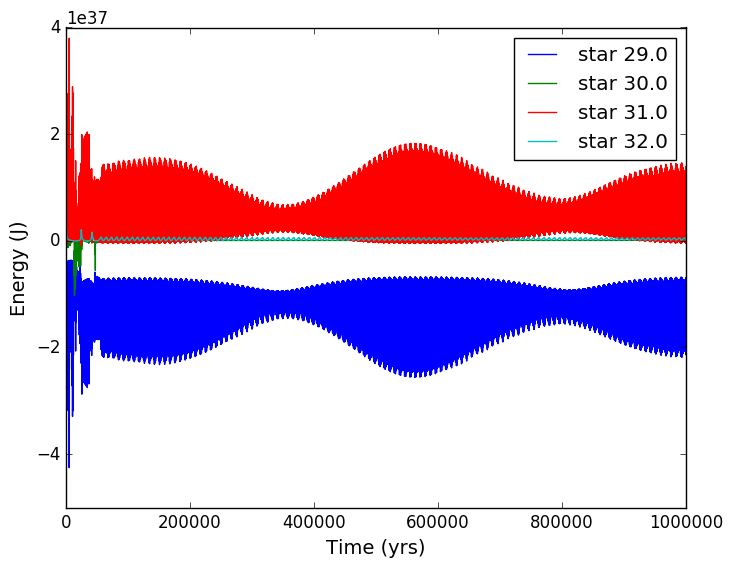 1e37
4
2
0
−2
−4
Energy (J)
star 29.0
star 30.0
star 31.0
star 32.0
0 200000 400000 600000 800000 1000000
Time (yrs)